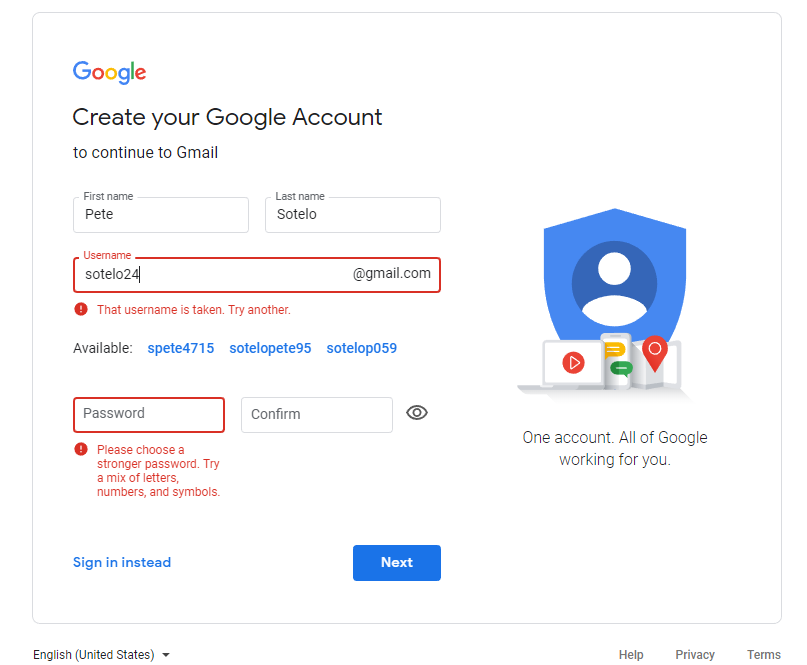 Google
Create your Google Account
to continue to Gmail
First name
Pete
Last name
Sotelo
Username
sotelo24 @gmail.com
That username is taken. Try another.
Available: spete4715 sotelopete95 sotelop059
Password
Confirm
Please choose a
stronger password. Try
a mix of letters,
numbers, and symbols.
Sign in instead
Next
One account. All of Google
working for you.
English (United States)
Help Privacy Terms